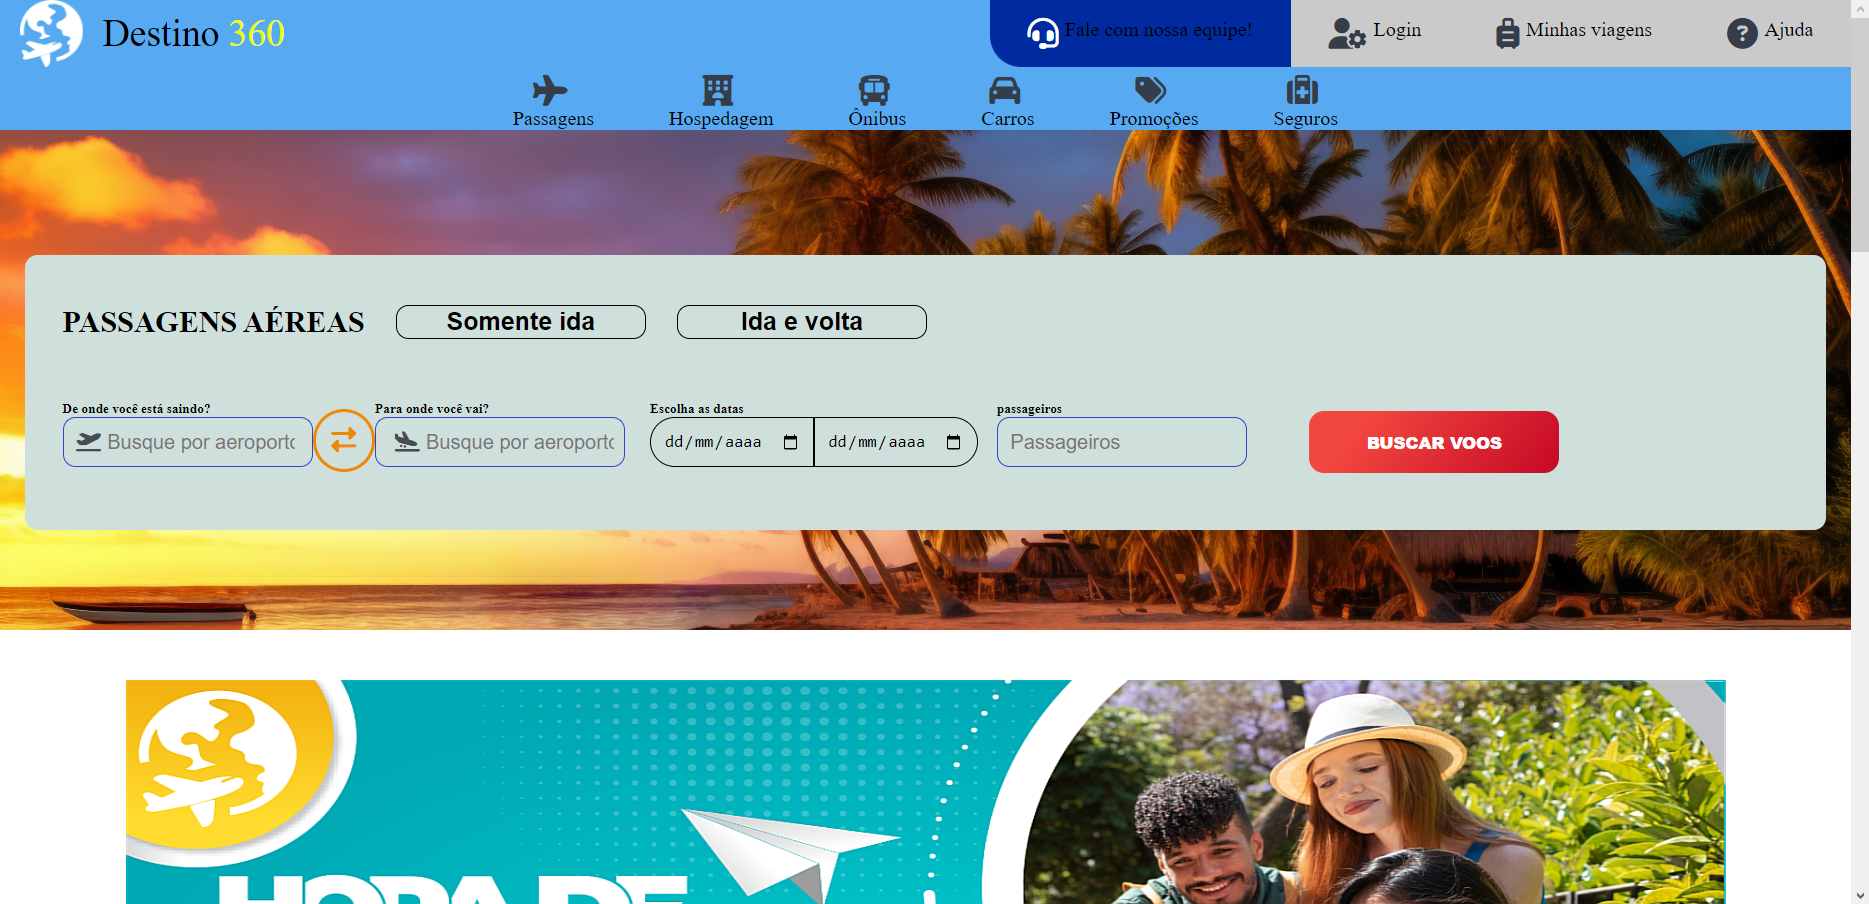 Destino 360
Fale com nossa equipe!
Login
Minhas viagens
Ajuda
Passagens
Hospedagem
Ônibus
Carros
Promoções
Seguros
PASSAGENS AÉREAS
Somente ida
Ida e volta
De onde você está saindo?
Para onde você vai?
Escolha as datas
passageiros
Busque por aeroporto
Busque por aeroporto
dd/mm/aaaa
dd/mm/aaaa
Passageiros
BUSCAR VOOS
HORA DE